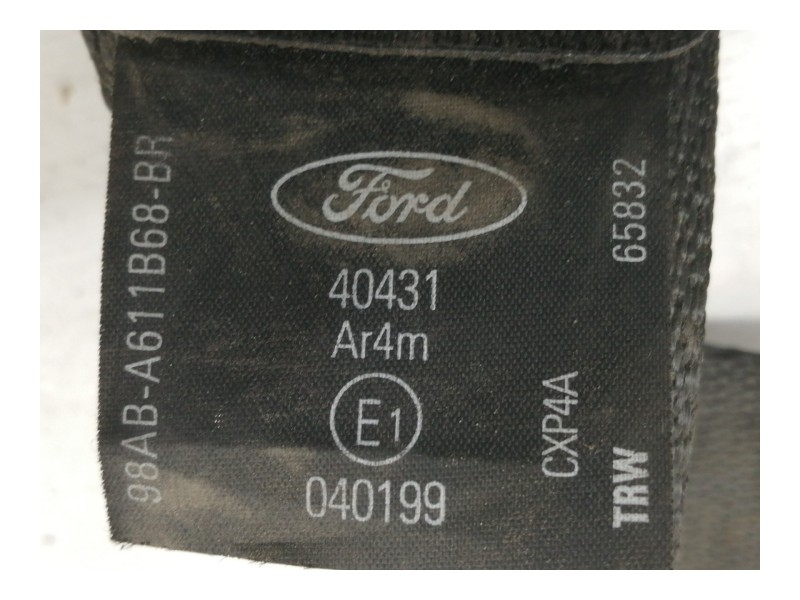 98AB-A611B68-BR
Ford
40431
Ar4m
E1
040199
CXP4A
TRW
65832